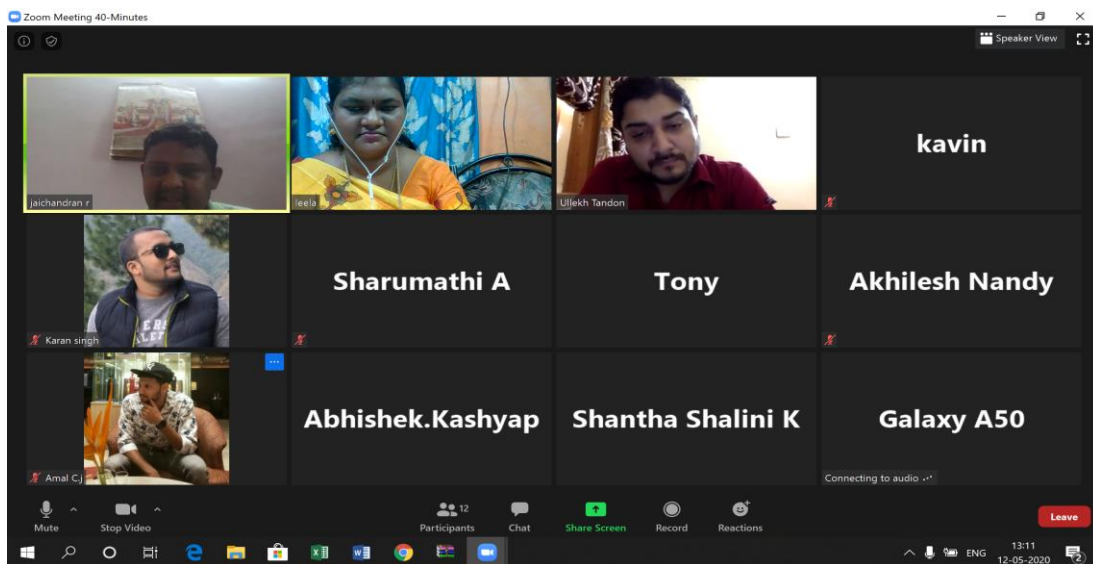 Zoom Meeting 40-Minutes
Speaker View
jaichandran r
leela
Ullekh Tandon
kavin
Karan singh
Sharumathi A
Tony
Akhilesh Nandy
Amal C.j
Abhishek.Kashyap
Shantha Shalini K
Galaxy A50
Connecting to audio
Mute
Stop Video
12
Participants
Chat
Share Screen
Record
Reactions
Leave
ENG
13:11
12-05-2020
2